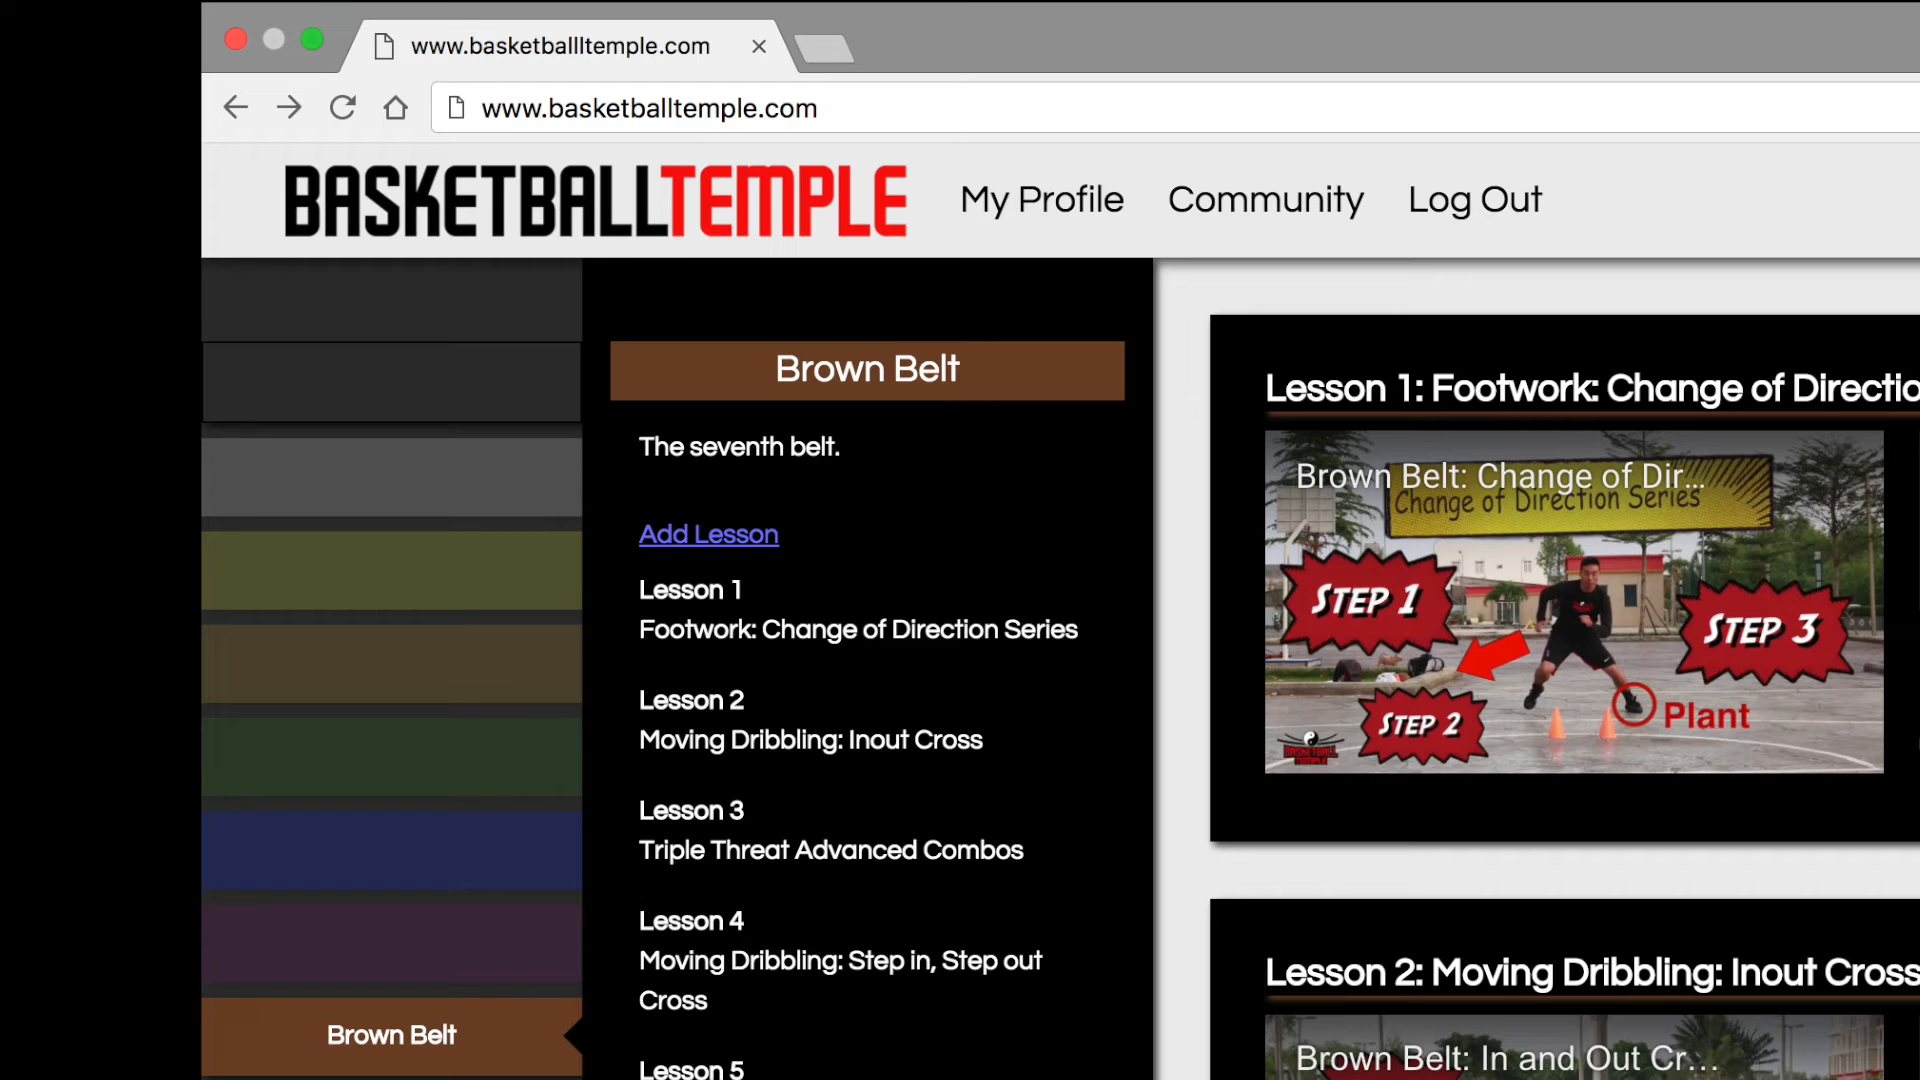 www.basketballltemple.com
www.basketballtemple.com
BASKETBALLTEMPLE
My Profile
Community
Log Out
Brown Belt
The seventh belt.
Add Lesson
Lesson 1
Footwork: Change of Direction Series
Lesson 2
Moving Dribbling: Inout Cross
Lesson 3
Triple Threat Advanced Combos
Lesson 4
Moving Dribbling: Step in, Step out
Cross
Lesson 5
Brown Belt
Lesson 1: Footwork: Change of Directio
Brown Belt: Change of Dir...
Change of Direction Series
STEP 1
STEP 3
STEP 2
Plant
BASKETBALL
TEMPLE
Lesson 2: Moving Dribbling: Inout Cross
Brown Belt: In and Out Cr...